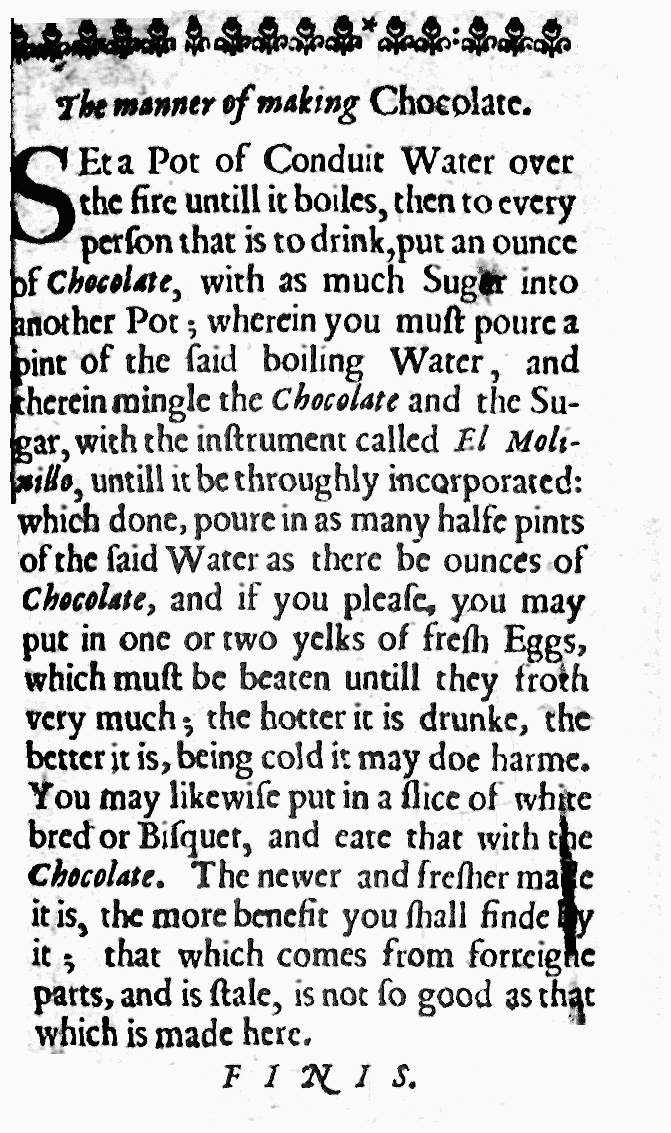 The manner of making Chocolate.
SEt a Pot of Conduit Water over
the fire untill it boiles, then to every
perſon that is to drink, put an ounce
of Chocolate, with as much Sugar into
another Pot; wherein you muſt poure a
pint of the ſaid boiling Water, and
therein mingle the Chocolate and the Su-
gar, with the inſtrument called El Moli-
nillo, untill it be throughly incorporated:
which done, poure in as many halfe pints
of the ſaid Water as there be ounces of
Chocolate, and if you pleaſe, you may
put in one or two yelks of freſh Eggs,
which muſt be beaten untill they froth
very much; the hotter it is drunke, the
better it is, being cold it may doe harme.
You may likewiſe put in a ſlice of white
bred or Biſquet, and eate that with the
Chocolate. The newer and freſher made
it is, the more benefit you ſhall finde by
it; that which comes from forreigne
parts, and is ſtale, is not ſo good as that
which is made here.
FINIS.